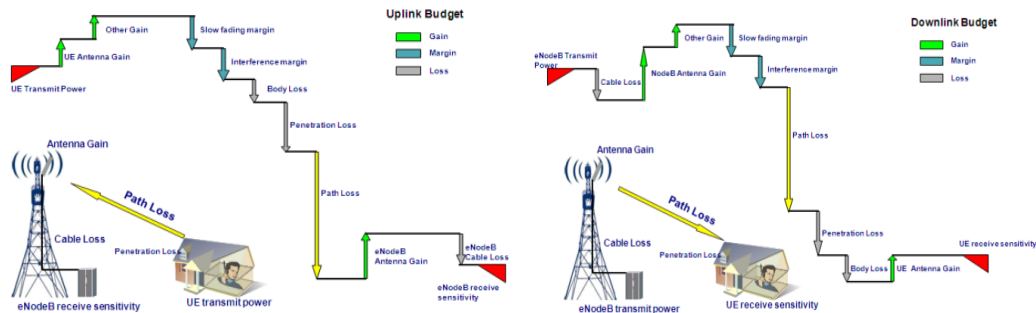 Uplink Budget
Gain
Margin
Loss
Other Gain
UE Antenna Gain
UE Transmit Power
Slow fading margin
Interference margin
Body Loss
Penetration Loss
Path Loss
eNodeB
Antenna Gain
eNodeB
Cable Loss
eNodeB receive
sensitivity
Antenna Gain
Path Loss
Cable Loss
Penetration Loss
UE transmit power
eNodeB receive sensitivity
Downlink Budget
Gain
Margin
Loss
eNodeB Transmit
Power
Cable Loss
NodeB Antenna Gain
Other Gain
Slow fading margin
Interference margin
Path Loss
Penetration Loss
Body Loss
UE Antenna Gain
UE receive sensitivity
Antenna Gain
Path Loss
Cable Loss
Penetration Loss
UE receive sensitivity
eNodeB transmit power